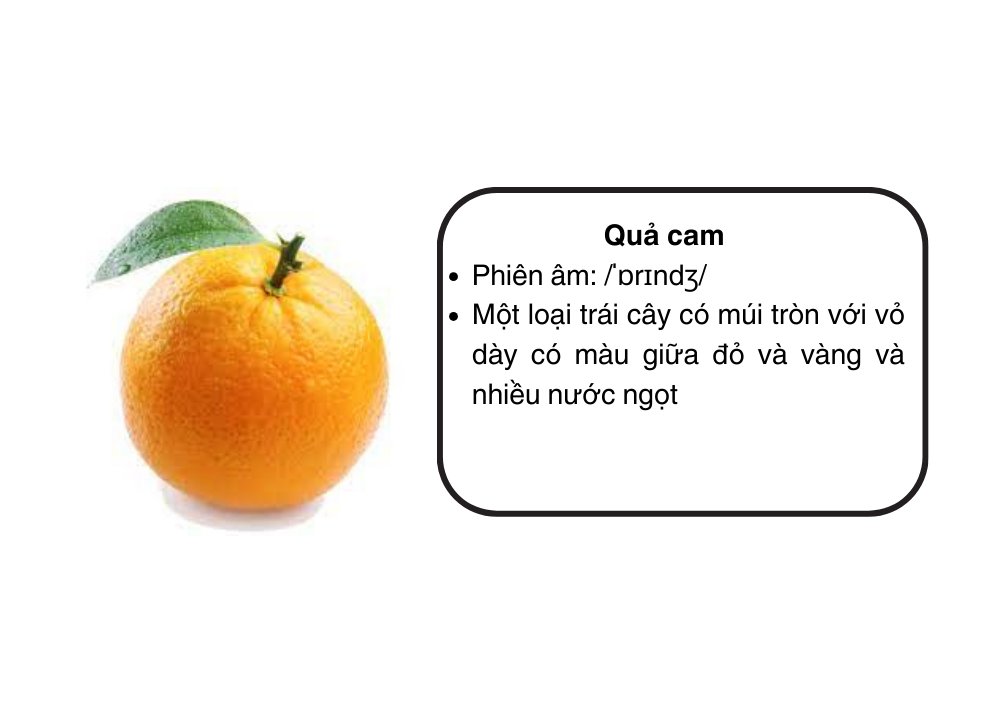 Quả cam
• Phiên âm: /ˈɒrɪndʒ/
• Một loại trái cây có múi tròn với vỏ
dày có màu giữa đỏ và vàng và
nhiều nước ngọt